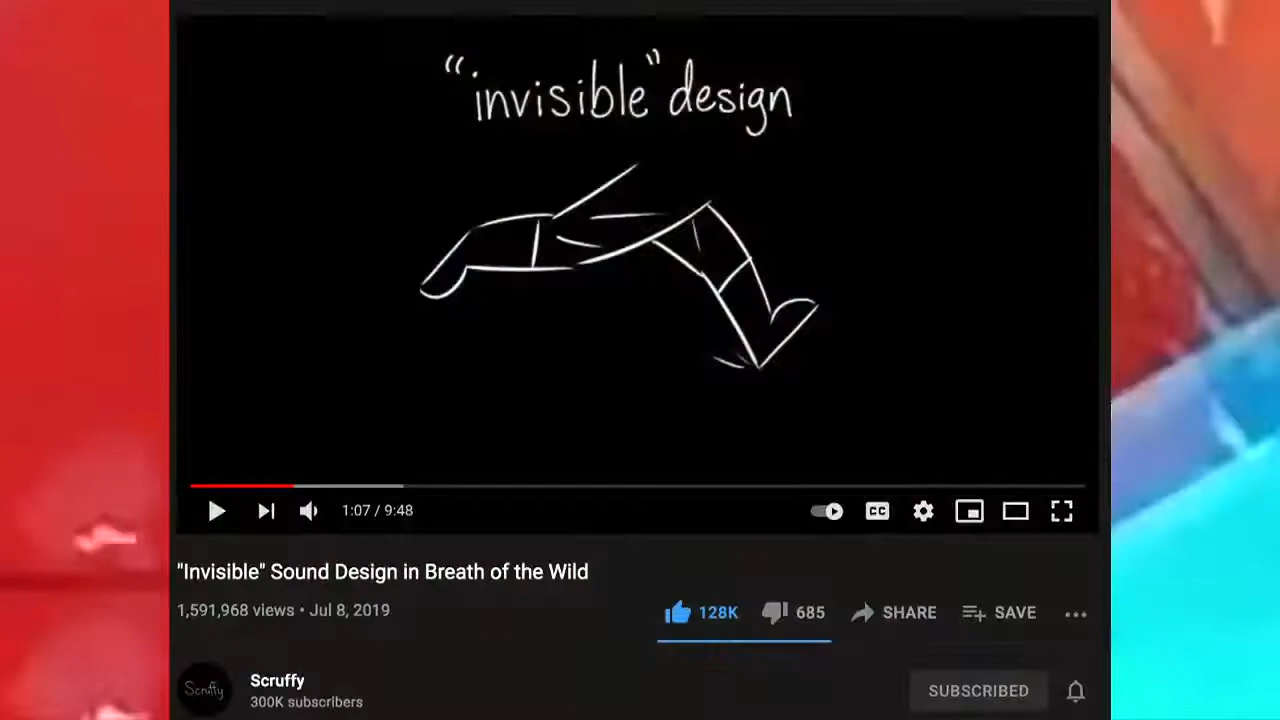 "invisible" design
1:07 / 9:48
CC
"Invisible" Sound Design in Breath of the Wild
1,591,968 views • Jul 8, 2019
128K
685
SHARE
SAVE
Scruffy
Scruffy
300K subscribers
SUBSCRIBED